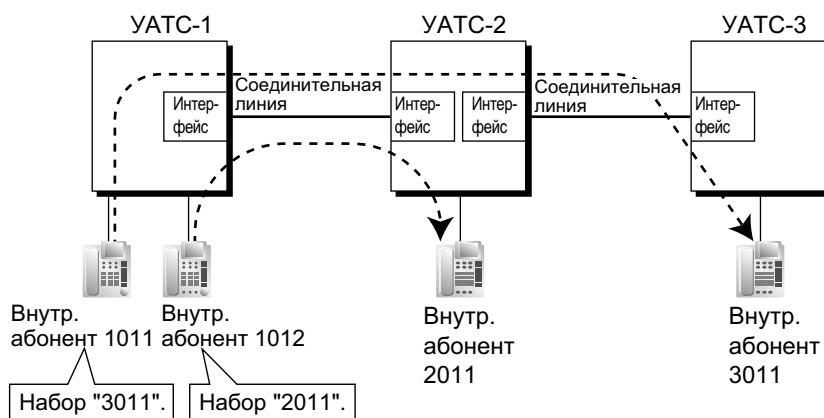 УАТС-1
УАТС-2
УАТС-3
Соединительная
линия
Соединительная
линия
Интер-
фейс
Интер-
фейс
Интер-
фейс
Интер-
фейс
Внутр.
абонент 1011
Внутр.
абонент 1012
Внутр.
абонент
2011
Внутр.
абонент
3011
Набор "3011".
Набор "2011".